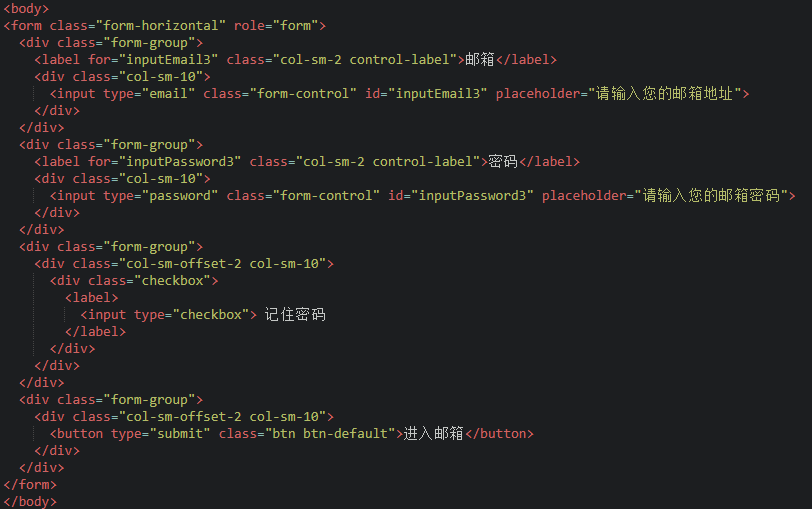 <body>
<form class="form-horizontal" role="form">
<div class="form-group">
<label for="inputEmail3" class="col-sm-2 control-label">邮箱</label>
<div class="col-sm-10">
<input type="email" class="form-control" id="inputEmail3" placeholder="请输入您的邮箱地址">
</div>
</div>
<div class="form-group">
<label for="inputPassword3" class="col-sm-2 control-label">密码</label>
<div class="col-sm-10">
<input type="password" class="form-control" id="inputPassword3" placeholder="请输入您的邮箱密码">
</div>
</div>
<div class="form-group">
<div class="col-sm-offset-2 col-sm-10">
<div class="checkbox">
<label>
<input type="checkbox"> 记住密码
</label>
</div>
</div>
</div>
<div class="form-group">
<div class="col-sm-offset-2 col-sm-10">
<button type="submit" class="btn btn-default">进入邮箱</button>
</div>
</div>
</form>
</body>